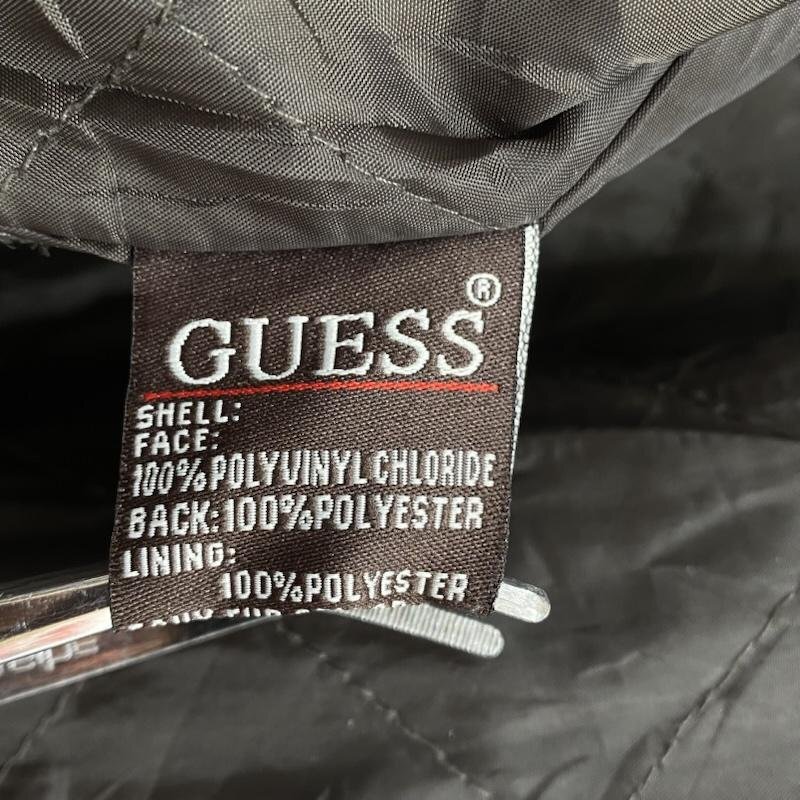 GUESS®
SHELL:
FACE:
100% POLYVINYL CHLORIDE
BACK: 100% POLYESTER
LINING:
100% POLYESTER